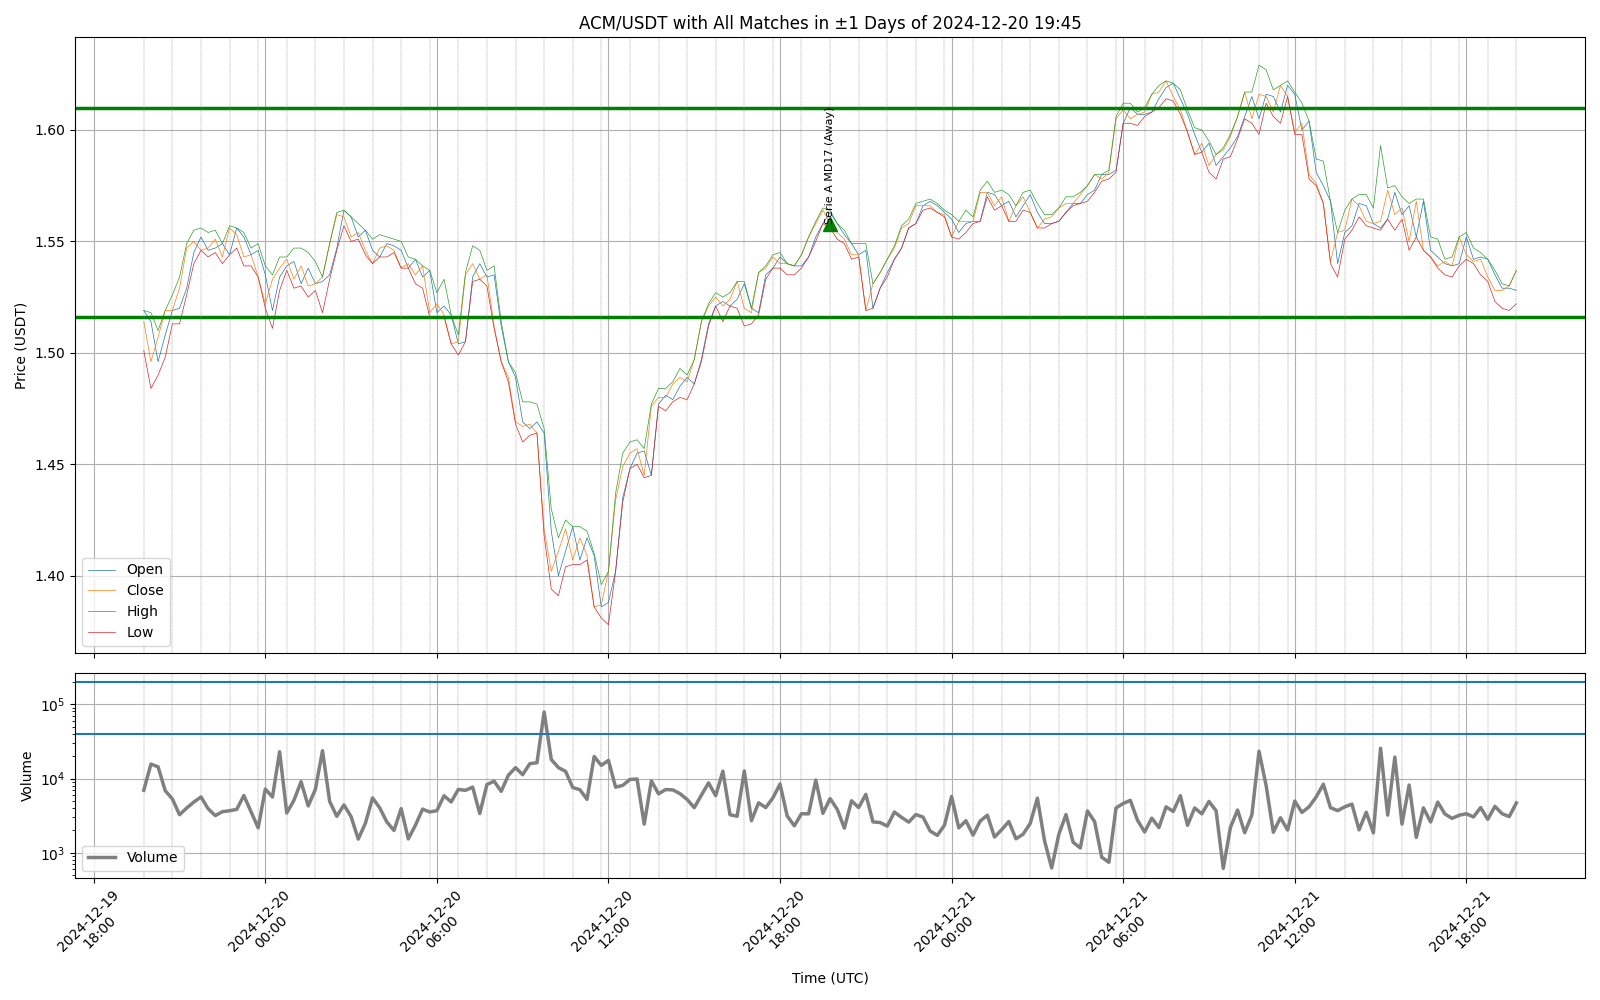 ACM/USDT with All Matches in ±1 Days of 2024-12-20 19:45
Price (USDT)
1.60
1.55
1.50
1.45
1.40
Serie A MD17 (Away)
Open
Close
High
Low
Volume
10^5
10^4
10^3
Volume
2024-12-19
18:00
2024-12-20
00:00
2024-12-20
06:00
2024-12-20
12:00
2024-12-20
18:00
2024-12-21
00:00
2024-12-21
06:00
2024-12-21
12:00
2024-12-21
18:00
Time (UTC)